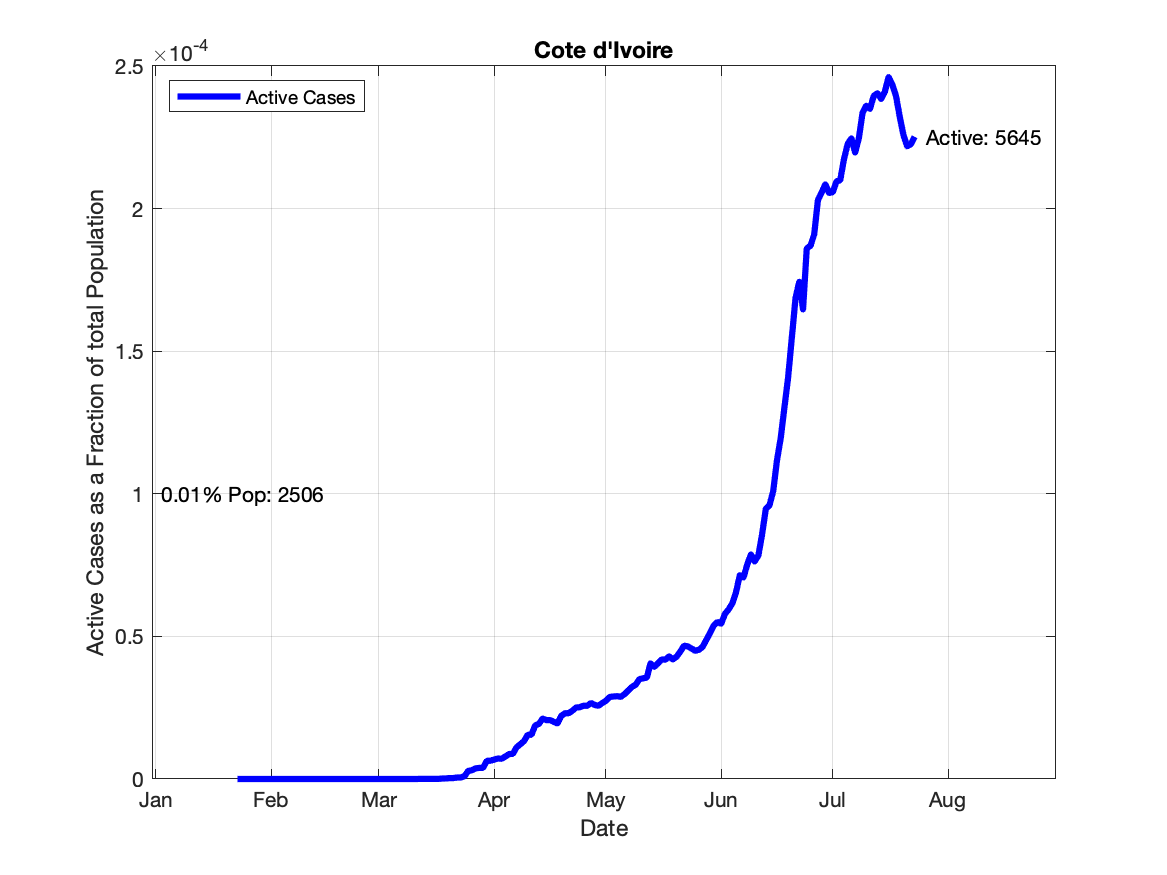 Cote d'Ivoire
×10-4
Active Cases
2.5
2
1.5
1
0.5
0
Active: 5645
0.01% Pop: 2506
Active Cases as a Fraction of total Population
Jan Feb Mar Apr May Jun Jul Aug
Date